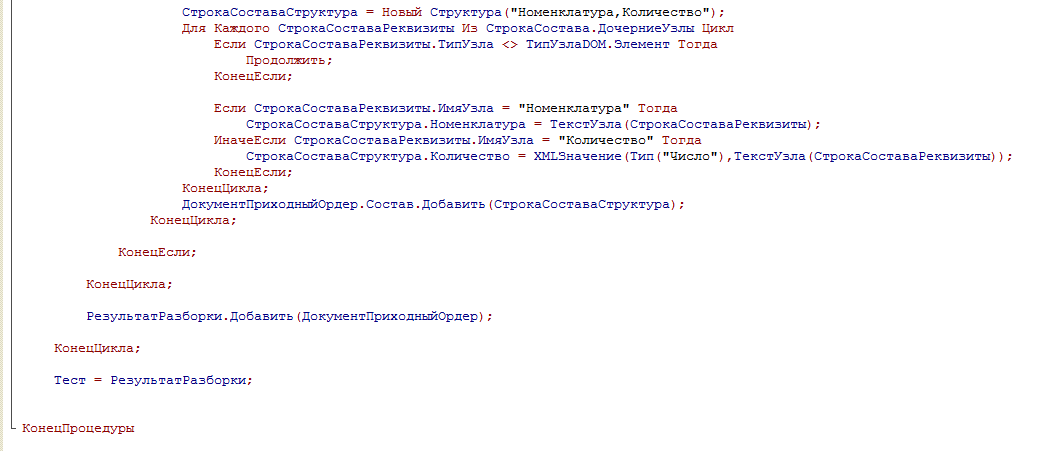 СтрокаСоставаСтруктура = Новый Структура("Номенклатура,Количество");
Для Каждого СтрокаСоставаРеквизиты Из СтрокаСостава.ДочерниеУзлы Цикл
Если СтрокаСоставаРеквизиты.ТипУзла <> ТипУзлаDOM.Элемент Тогда
Продолжить;
КонецЕсли;
Если СтрокаСоставаРеквизиты.ИмяУзла = "Номенклатура" Тогда
СтрокаСоставаСтруктура.Номенклатура = ТекстУзла(СтрокаСоставаРеквизиты);
ИначеЕсли СтрокаСоставаРеквизиты.ИмяУзла = "Количество" Тогда
СтрокаСоставаСтруктура.Количество = XMLЗначение(Тип("Число"),ТекстУзла(СтрокаСоставаРеквизиты));
КонецЕсли;
КонецЦикла;
ДокументПриходныйОрдер.Состав.Добавить(СтрокаСоставаСтруктура);
КонецЦикла;
КонецЕсли;
КонецЦикла;
РезультатРазборки.Добавить(ДокументПриходныйОрдер);
КонецЦикла;
Тест = РезультатРазборки;
КонецПроцедуры